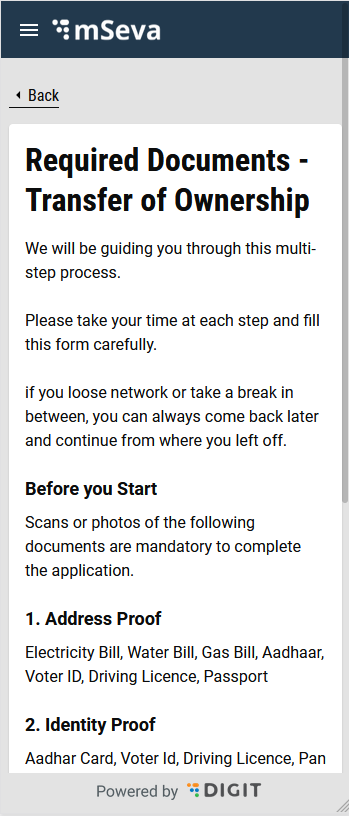 mSeva
Back
Required Documents -
Transfer of Ownership
We will be guiding you through this multi-
step process.
Please take your time at each step and fill
this form carefully.
if you loose network or take a break in
between, you can always come back later
and continue from where you left off.
Before you Start
Scans or photos of the following
documents are mandatory to complete
the application.
1. Address Proof
Electricity Bill, Water Bill, Gas Bill, Aadhaar,
Voter ID, Driving Licence, Passport
2. Identity Proof
Aadhar Card, Voter Id, Driving Licence, Pan
Powered by DIGIT